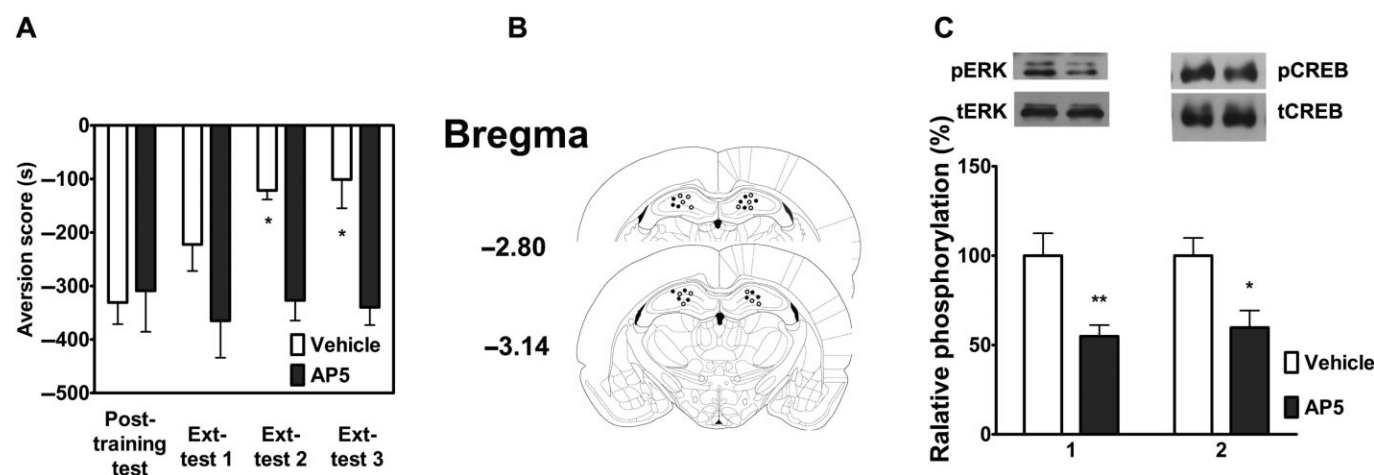 A
B
C
pERK
pCREB
tERK
tCREB
0
–100
–200
–300
–400
–500
Aversion score (s)
*
*
Vehicle
AP5
Post-
training
test
Ext-
test 1
Ext-
test 2
Ext-
test 3
Bregma
–2.80
–3.14
Ralative phosphorylation (%)
150
100
50
0
**
*
Vehicle
AP5
1
2